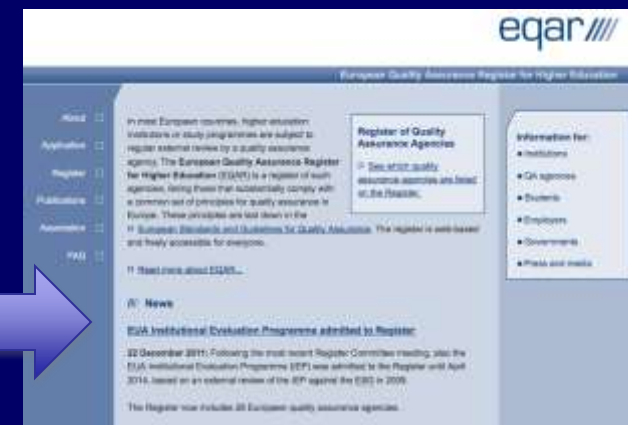 eqar////
European Quality Assurance Register for Higher Education
About
Application
Register
Publications
Association
FAQ
In most European countries, higher education
institutions or study programmes are subject to
regular external review by a quality assurance
agency. The European Quality Assurance Register
for Higher Education (EQAR) is a register of such
agencies, listing those that substantially comply with
a common set of principles for quality assurance in
Europe. These principles are laid down in the
European Standards and Guidelines for Quality Assurance. The register is web-based
and freely accessible for everyone.
Read more about EQAR...
Register of Quality
Assurance Agencies
See which quality
assurance agencies are listed
on the Register.
Information for:
Institutions
QA agencies
Students
Employers
Governments
Press and media
News
EUA Institutional Evaluation Programme admitted to Register
22 December 2011: Following the most recent Register Committee meeting, also the
EUA Institutional Evaluation Programme (IEP) was admitted to the Register until April
2014, based on an external review of the IEP against the ESG in 2009.
The Register now includes 28 European quality assurance agencies.